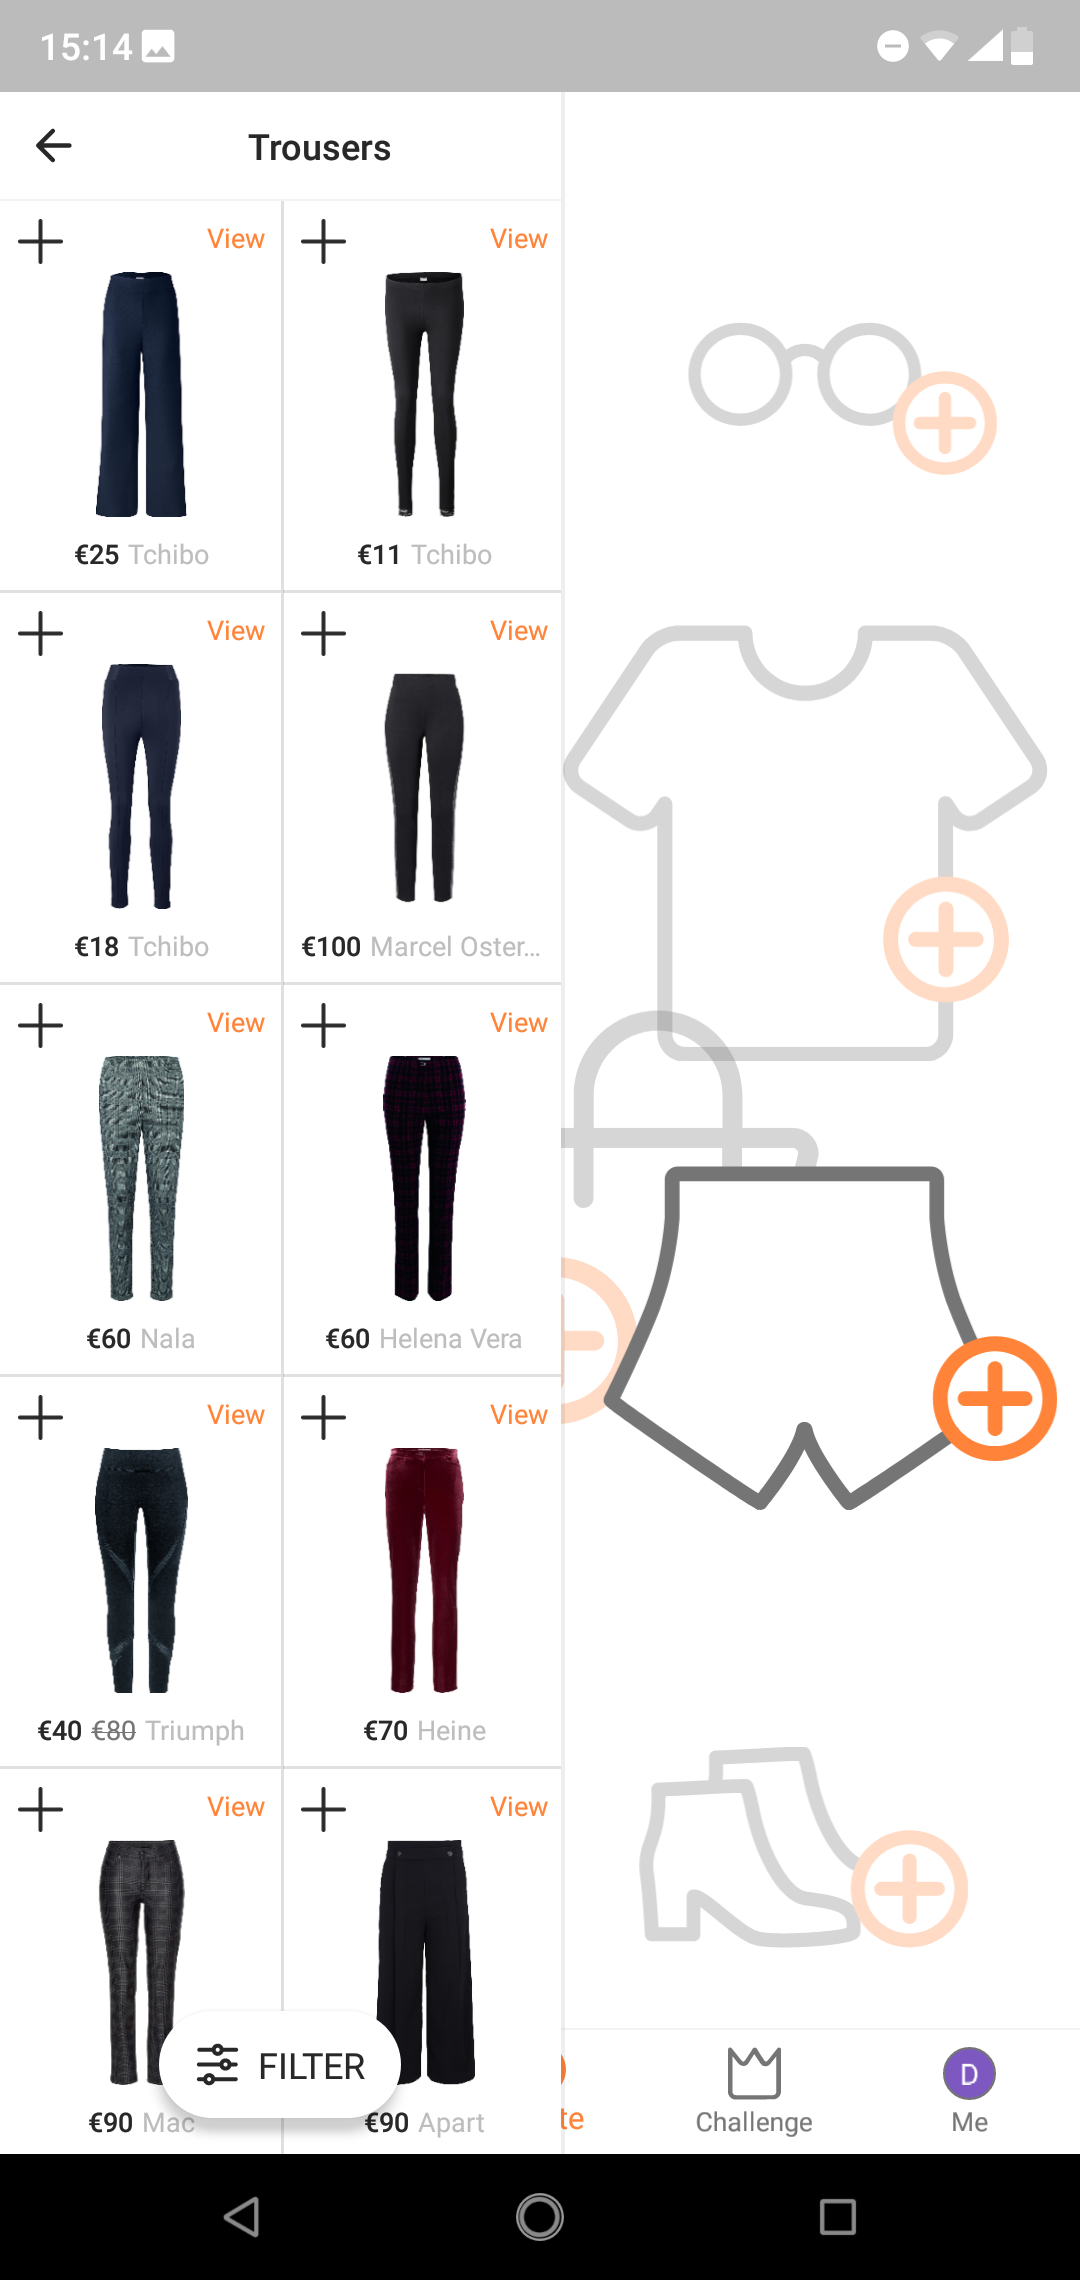 15:14
Trousers
View
View
€25 Tchibo
€11 Tchibo
View
View
€18 Tchibo
€100 Marcel Oster...
View
View
€60 Nala
€60 Helena Vera
View
View
€40 €80 Triumph
€70 Heine
View
View
FILTER
€90 Mac
€90 Apart
te
Challenge
D
Me